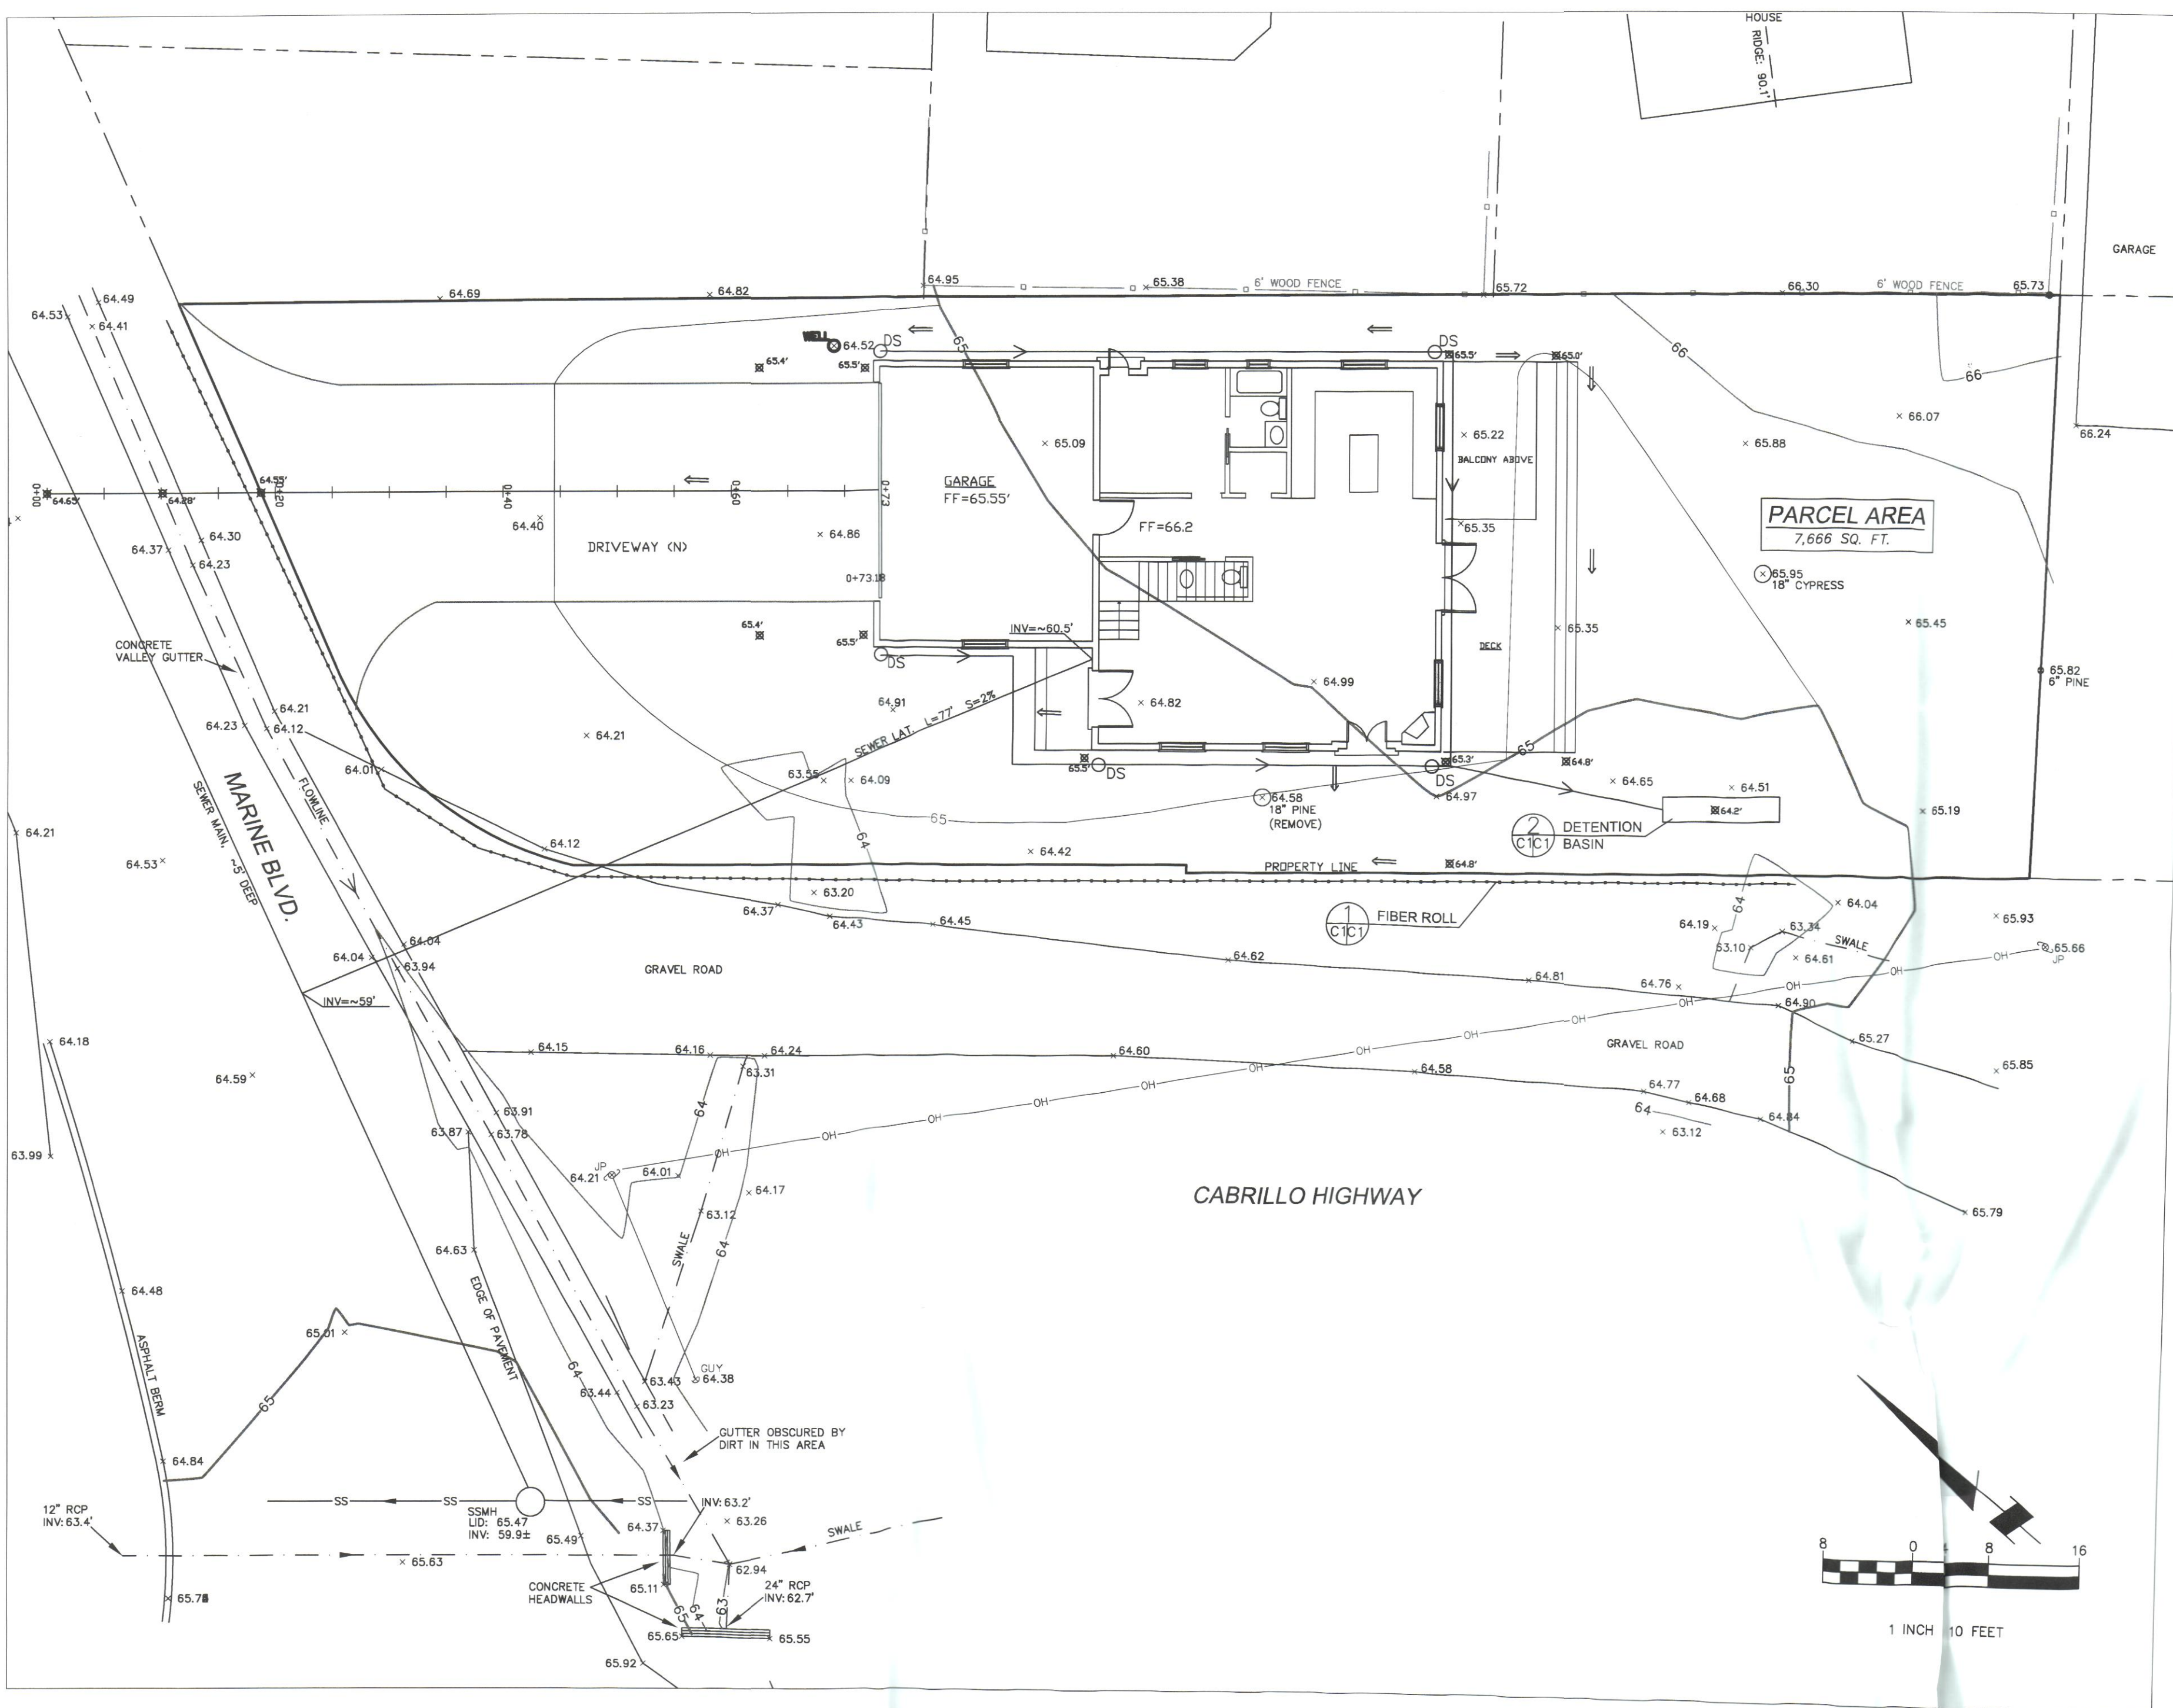 HOUSE
RIDGE: 90.1'
GARAGE
64.95
65.38
6' WOOD FENCE
65.72
66.30
6' WOOD FENCE
65.73
64.69
64.82
64.49
64.53
64.41
WELL
64.52
DS
DS
65.4'
65.5'
65.5'
65.0'
65
66
66
66.07
66.24
65.09
65.22
65.88
BALCONY ABOVE
GARAGE
FF=65.55'
FF=66.2
65.35
PARCEL AREA
7,666 SQ. FT.
0+00
64.65'
64.28'
64.55'
0+20
0+40
0+60
0+73
64.40
64.86
DRIVEWAY (N)
0+73.18
64.30
64.37
64.23
65.95
18" CYPRESS
65.45
65.35
DECK
65.4'
65.5'
DS
INV=~60.5'
CONCRETE
VALLEY GUTTER
65.82
6" PINE
64.99
64.82
64.91
SEWER LAT. L=77' S=2%
64.21
64.23
64.12
64.21
64.01
63.55
64.09
65.5'
DS
65.3'
DS
64.8'
65
64.97
64.65
64.51
64.2'
65.19
64.58
18" PINE
(REMOVE)
65
64
2
C1C1
DETENTION
BASIN
MARINE BLVD.
FLOWLINE
SEWER MAIN, ~5' DEEP
64.21
64.53
64.12
64.42
PROPERTY LINE
64.8'
63.20
64.37
64.43
64.45
1
C1C1
FIBER ROLL
64
64.04
64.19
63.34
63.10
SWALE
64.61
65.93
65.66
JP
64.04
64.04
63.94
GRAVEL ROAD
64.62
64.81
64.76
64.90
OH
OH
OH
OH
OH
OH
OH
OH
OH
OH
OH
OH
OH
INV=~59'
64.18
64.15
64.16
64.24
63.31
64.60
64.58
GRAVEL ROAD
65.27
65.85
65
64.77
64.68
64.84
64
63.12
64.59
63.91
63.87
63.78
63.99
64
JP
64.21
64.01
64.17
63.12
CABRILLO HIGHWAY
65.79
64.63
SWALE
64
EDGE OF PAVEMENT
64.48
65.01
ASPHALT BERM
65
64
GUY
64.38
63.43
63.44
63.23
GUTTER OBSCURED BY
DIRT IN THIS AREA
64.84
12" RCP
INV:63.4'
SS
SS
SS
SSMH
LID: 65.47
INV: 59.9±
INV:63.2'
63.26
64.37
65.49
SWALE
65.63
62.94
CONCRETE
HEADWALLS
65.11
24" RCP
INV:62.7'
65
64
63
65.65
65.55
65.92
8
0
8
16
1 INCH 10 FEET